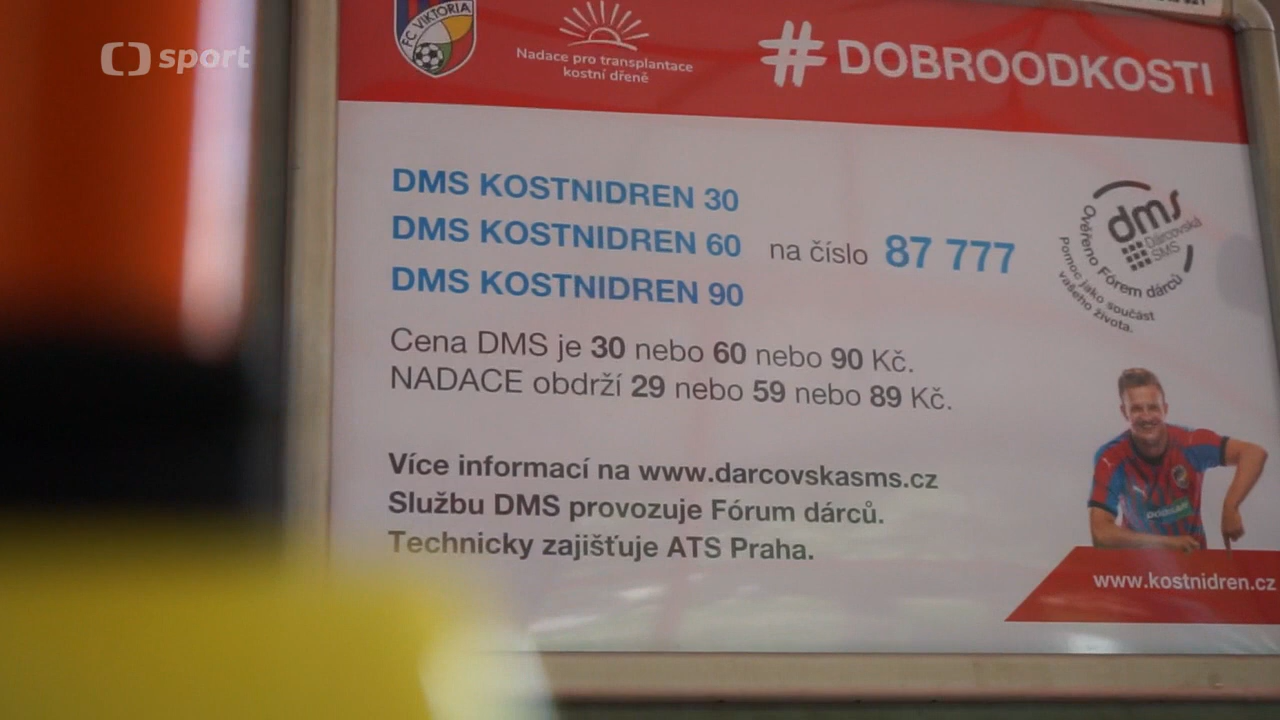 sport
FC VIKTORIA
Nadace pro transplantace
kostní dřeně
#DOBROODKOSTI
DMS KOSTNIDREN 30
DMS KOSTNIDREN 60
DMS KOSTNIDREN 90
na číslo 87 777
dms
Dárcovská
SMS
Ověřeno Fórem dárců
Pomoc jako součást
vašeho života.
Cena DMS je 30 nebo 60 nebo 90 Kč.
NADACE obdrží 29 nebo 59 nebo 89 Kč.
Více informací na www.darcovskasms.cz
Službu DMS provozuje Fórum dárců.
Technicky zajišťuje ATS Praha.
DOOSAN
www.kostnidren.cz